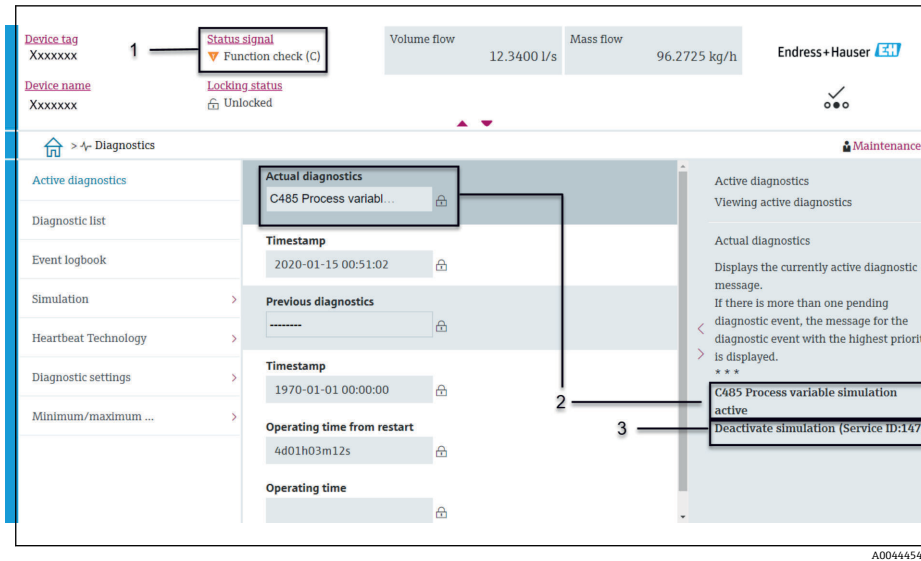 Device tag
Xxxxxxx
1
Status signal
Function check (C)
Volume flow
12.3400 l/s
Mass flow
96.2725 kg/h
Endress+Hauser EH
Device name
Xxxxxxx
Locking status
Unlocked
> Diagnostics
Maintenance
Active diagnostics
Diagnostic list
Event logbook
Simulation >
Heartbeat Technology >
Diagnostic settings >
Minimum/maximum ... >
Actual diagnostics
C485 Process variabl...
Timestamp
2020-01-15 00:51:02
Previous diagnostics
--------
Timestamp
1970-01-01 00:00:00
Operating time from restart
4d01h03m12s
Operating time
2
3
<
>
Active diagnostics
Viewing active diagnostics
Actual diagnostics
Displays the currently active diagnostic
message.
If there is more than one pending
diagnostic event, the message for the
diagnostic event with the highest priorit
is displayed.
* * *
C485 Process variable simulation
active
Deactivate simulation (Service ID:147
A0044454